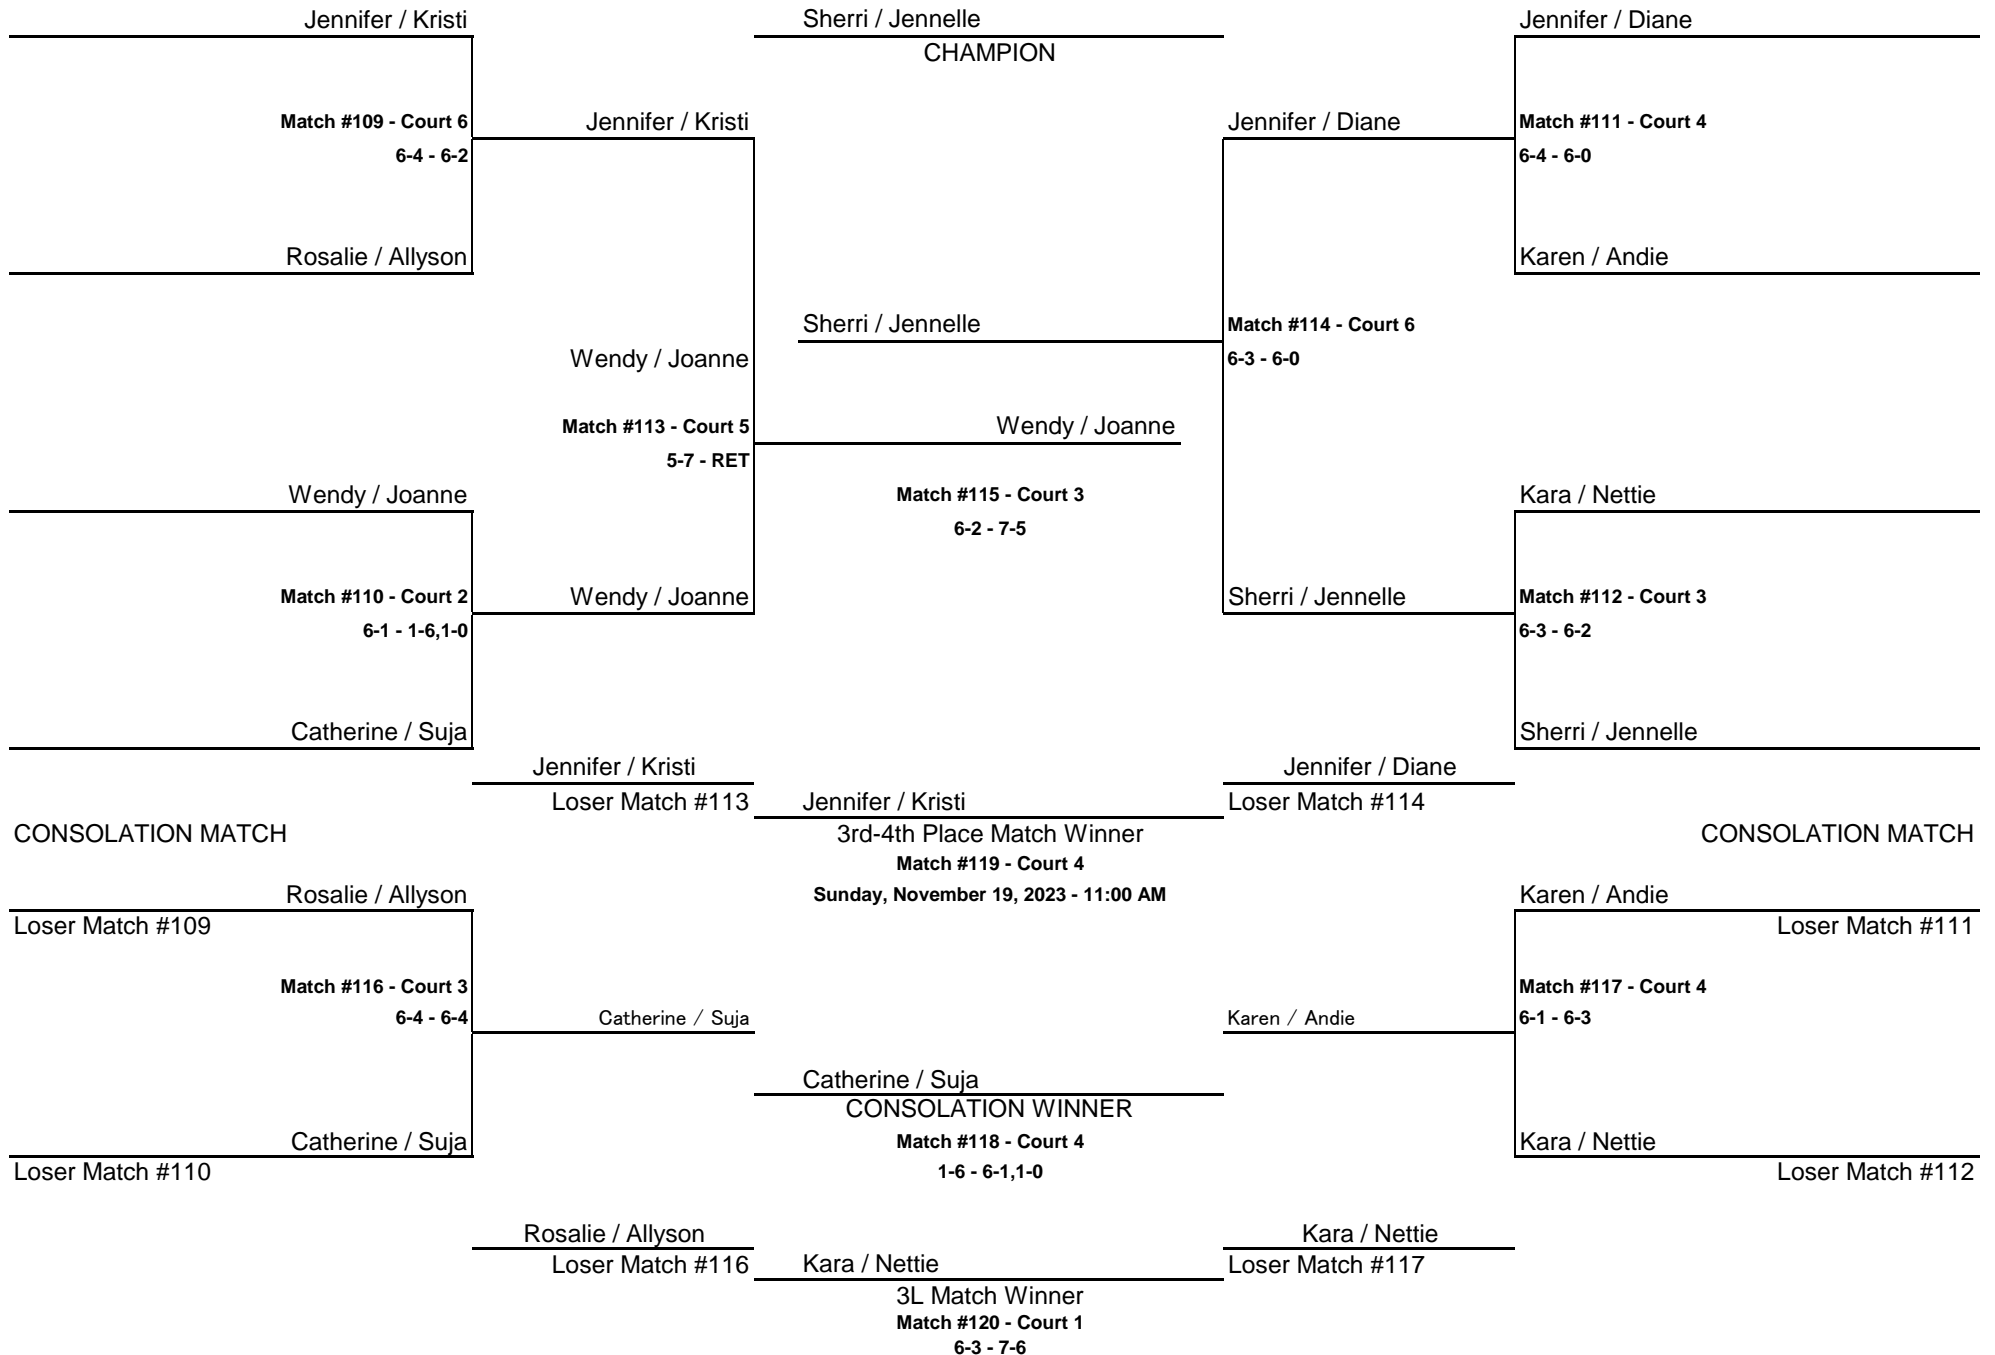 Jennifer / Kristi
Sherri / Jennelle
Jennifer / Diane
CHAMPION
Match #109 - Court 6
Jennifer / Kristi
Jennifer / Diane
Match #111 - Court 4
6-4 - 6-2
6-4 - 6-0
Rosalie / Allyson
Karen / Andie
Sherri / Jennelle
Match #114 - Court 6
Wendy / Joanne
6-3 - 6-0
Match #113 - Court 5
Wendy / Joanne
5-7 - RET
Wendy / Joanne
Match #115 - Court 3
Kara / Nettie
6-2 - 7-5
Match #110 - Court 2
Wendy / Joanne
Sherri / Jennelle
Match #112 - Court 3
6-1 - 1-6,1-0
6-3 - 6-2
Catherine / Suja
Sherri / Jennelle
Jennifer / Kristi
Jennifer / Diane
Loser Match #113
Jennifer / Kristi
Loser Match #114
CONSOLATION MATCH
3rd-4th Place Match Winner
CONSOLATION MATCH
Match #119 - Court 4
Rosalie / Allyson
Sunday, November 19, 2023 - 11:00 AM
Karen / Andie
Loser Match #109
Loser Match #111
Match #116 - Court 3
Match #117 - Court 4
6-4 - 6-4
Catherine / Suja
Karen / Andie
6-1 - 6-3
Catherine / Suja
CONSOLATION WINNER
Catherine / Suja
Match #118 - Court 4
Kara / Nettie
Loser Match #110
1-6 - 6-1,1-0
Loser Match #112
Rosalie / Allyson
Kara / Nettie
Loser Match #116
Kara / Nettie
Loser Match #117
3L Match Winner
Match #120 - Court 1
6-3 - 7-6